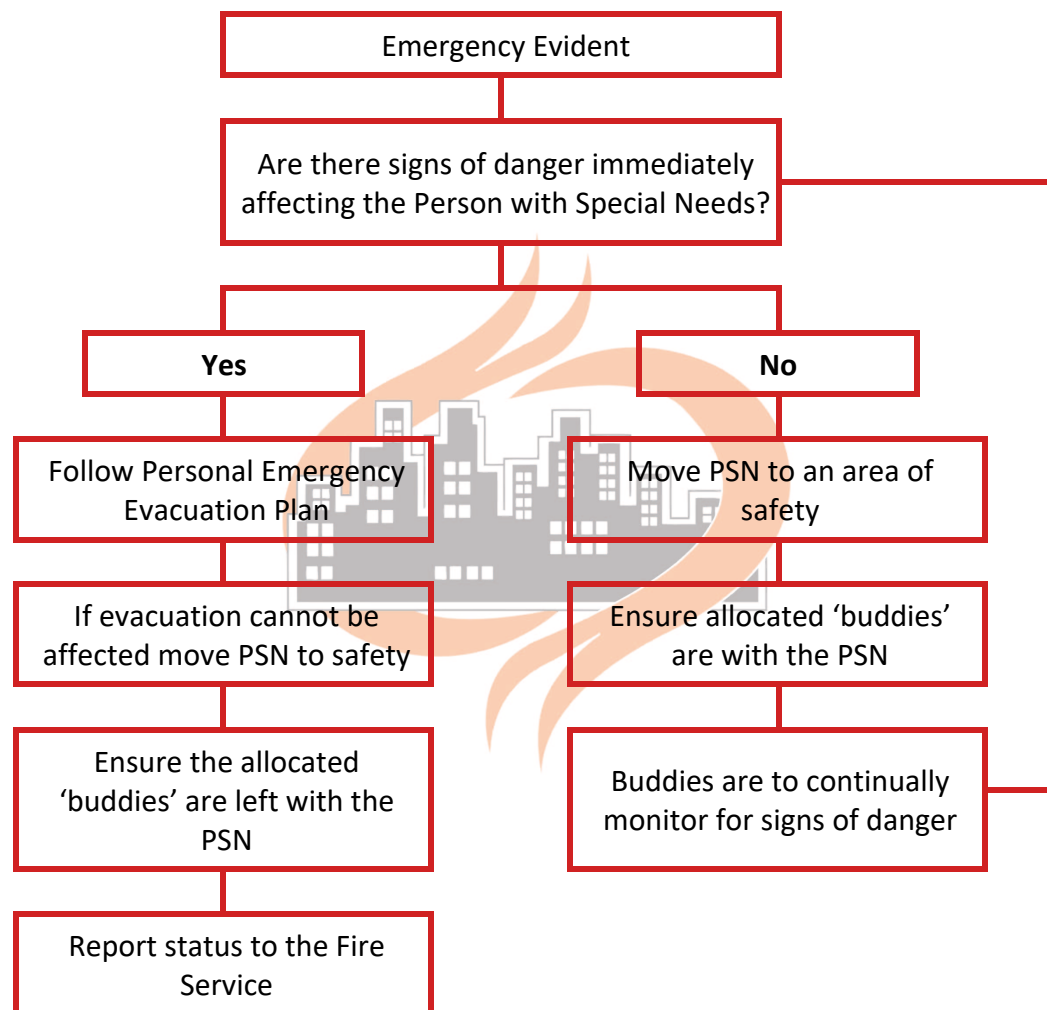 Emergency Evident
Are there signs of danger immediately
affecting the Person with Special Needs?
Yes
No
Follow Personal Emergency
Evacuation Plan
Move PSN to an area of
safety
If evacuation cannot be
affected move PSN to safety
Ensure allocated ‘buddies’
are with the PSN
Ensure the allocated
‘buddies’ are left with the
PSN
Buddies are to continually
monitor for signs of danger
Report status to the Fire
Service